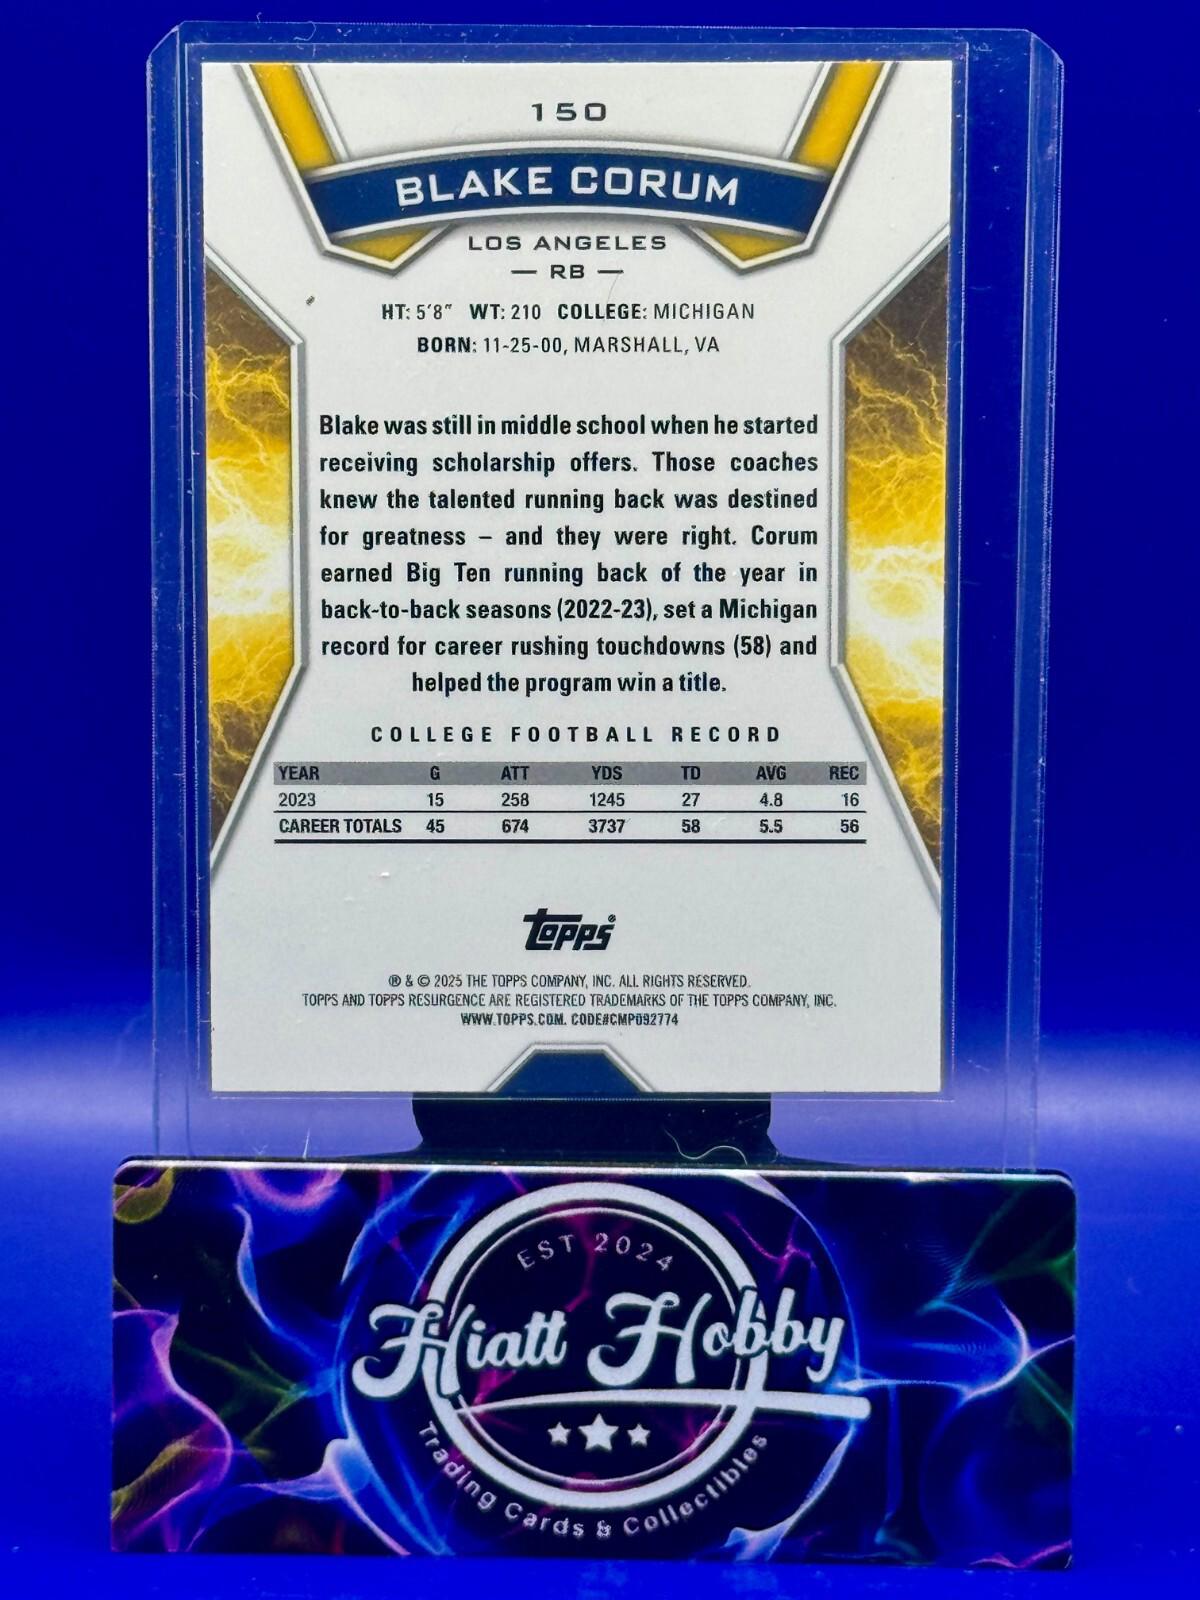 150
BLAKE CORUM
LOS ANGELES
— RB —
HT: 5'8" WT: 210 COLLEGE: MICHIGAN
BORN: 11-25-00, MARSHALL, VA
Blake was still in middle school when he started
receiving scholarship offers. Those coaches
knew the talented running back was destined
for greatness – and they were right. Corum
earned Big Ten running back of the year in
back-to-back seasons (2022-23), set a Michigan
record for career rushing touchdowns (58) and
helped the program win a title.
COLLEGE FOOTBALL RECORD
YEAR G ATT YDS TD AVG REC
2023 15 258 1245 27 4.8 16
CAREER TOTALS 45 674 3737 58 5.5 56
Topps®
® & © 2025 THE TOPPS COMPANY, INC. ALL RIGHTS RESERVED.
TOPPS AND TOPPS RESURGENCE ARE REGISTERED TRADEMARKS OF THE TOPPS COMPANY, INC.
WWW.TOPPS.COM. CODE#CMP092774
EST 2024
Hiatt Hobby
Trading Cards & Collectibles